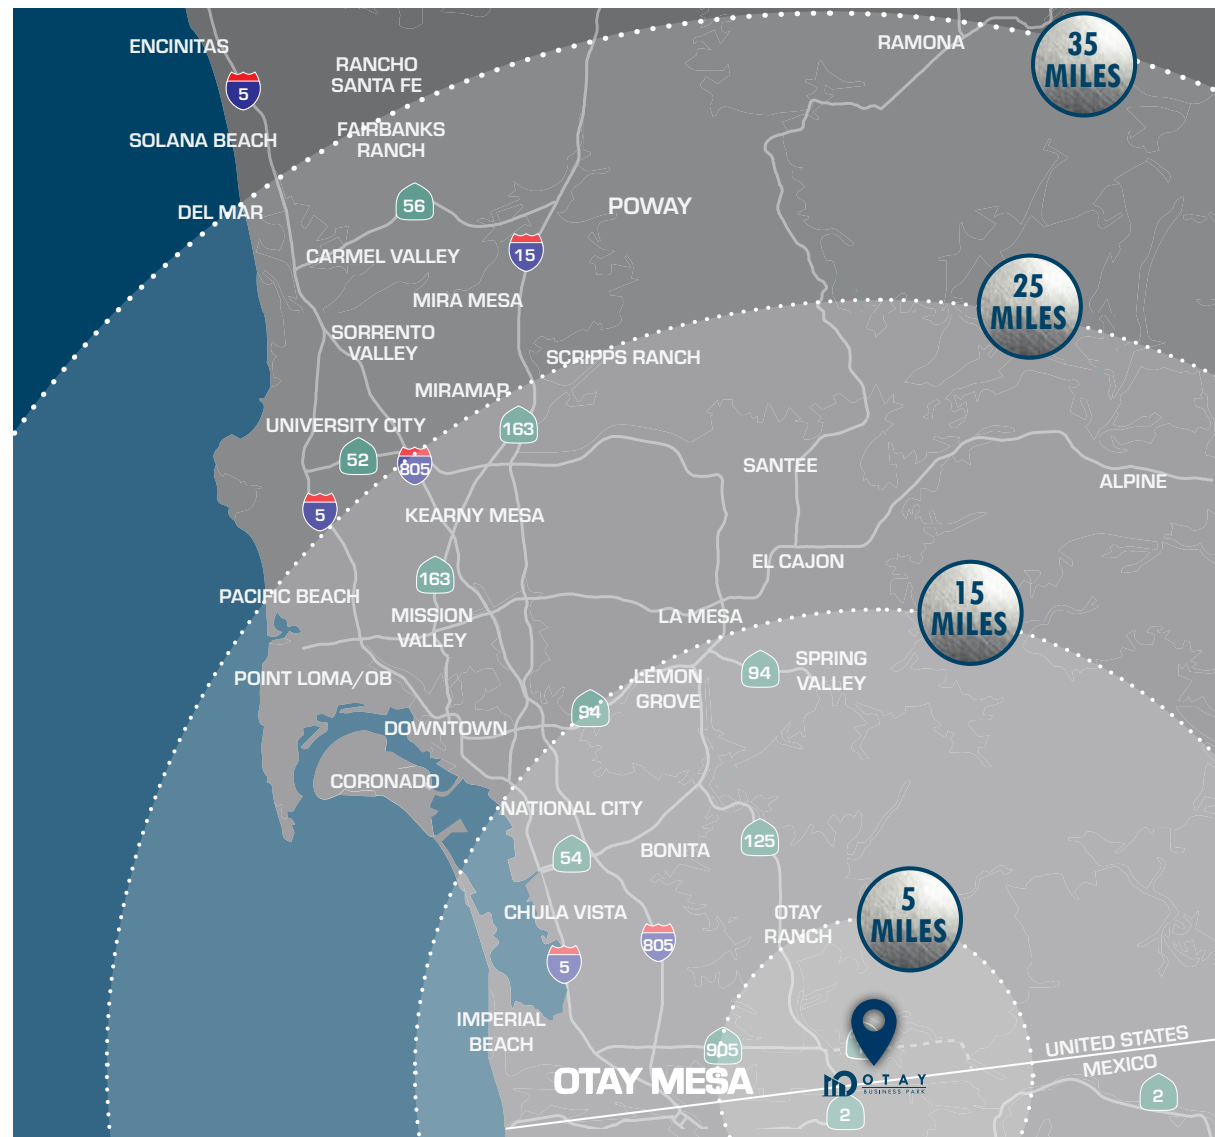 ENCINITAS
RANCHO
SANTA FE
RAMONA
35
MILES
5
SOLANA BEACH
FAIRBANKS
RANCH
DEL MAR
56
POWAY
CARMEL VALLEY
15
MIRA MESA
25
MILES
SORRENTO
VALLEY
SCRIPPS RANCH
MIRAMAR
UNIVERSITY CITY
163
52
805
SANTEE
ALPINE
5
KEARNY MESA
EL CAJON
163
PACIFIC BEACH
MISSION
VALLEY
LA MESA
15
MILES
POINT LOMA/OB
LEMON
GROVE
94
SPRING
VALLEY
94
DOWNTOWN
CORONADO
NATIONAL CITY
54
BONITA
125
5
MILES
CHULA VISTA
OTAY
RANCH
805
5
IMPERIAL
BEACH
905
UNITED STATES
MEXICO
OTAY MESA
OTAY
BUSINESS PARK
2
2